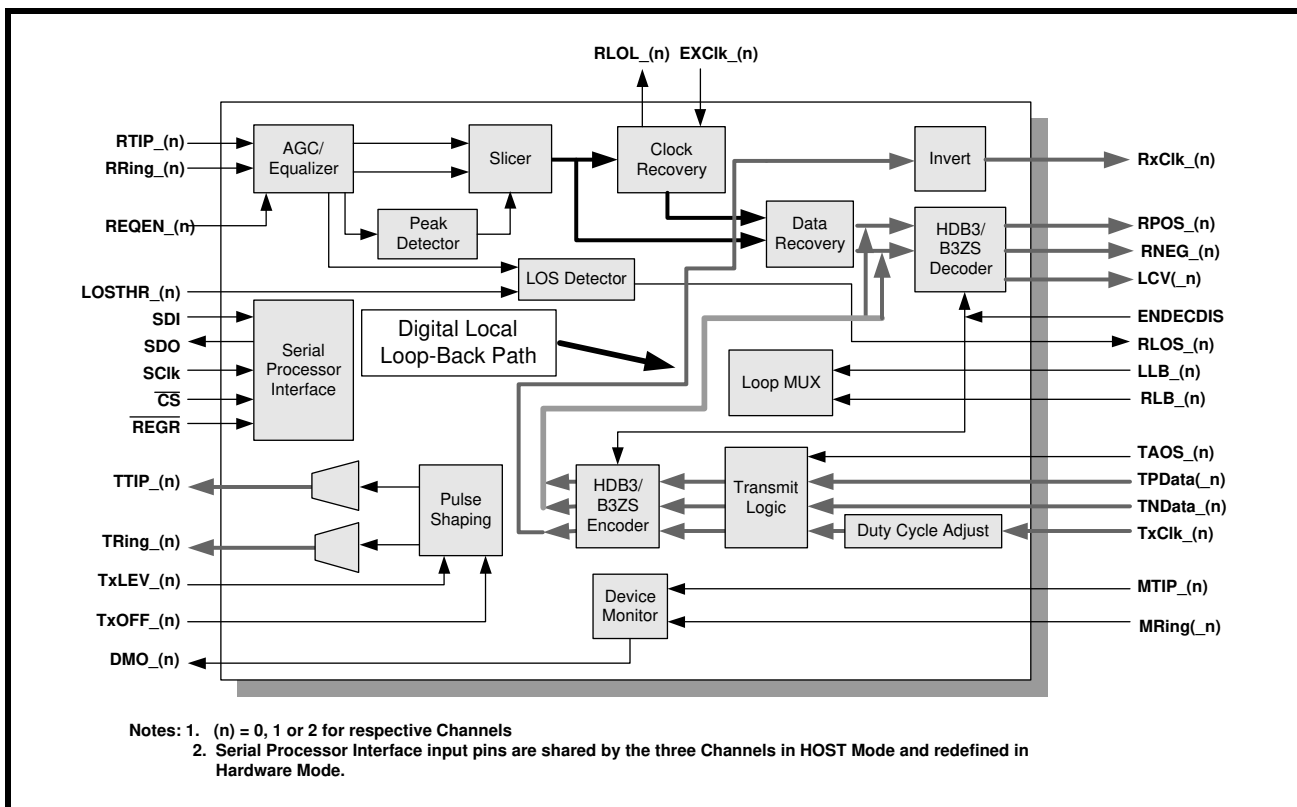 RLOL_(n) EXClk_(n)
RTIP_(n)
RRing_(n)
REQEN_(n)
LOSTHR_(n)
SDI
SDO
SClk
CS
REGR
TTIP_(n)
TRing_(n)
TxLEV_(n)
TxOFF_(n)
DMO_(n)
AGC/
Equalizer
Slicer
Clock
Recovery
Invert
Peak
Detector
Data
Recovery
HDB3/
B3ZS
Decoder
LOS Detector
Serial
Processor
Interface
Digital Local
Loop-Back Path
Loop MUX
Pulse
Shaping
HDB3/
B3ZS
Encoder
Transmit
Logic
Duty Cycle Adjust
Device
Monitor
RxClk_(n)
RPOS_(n)
RNEG_(n)
LCV(_n)
ENDECDIS
RLOS_(n)
LLB_(n)
RLB_(n)
TAOS_(n)
TPData(_n)
TNData_(n)
TxClk_(n)
MTIP_(n)
MRing(_n)
Notes: 1. (n) = 0, 1 or 2 for respective Channels
2. Serial Processor Interface input pins are shared by the three Channels in HOST Mode and redefined in
Hardware Mode.